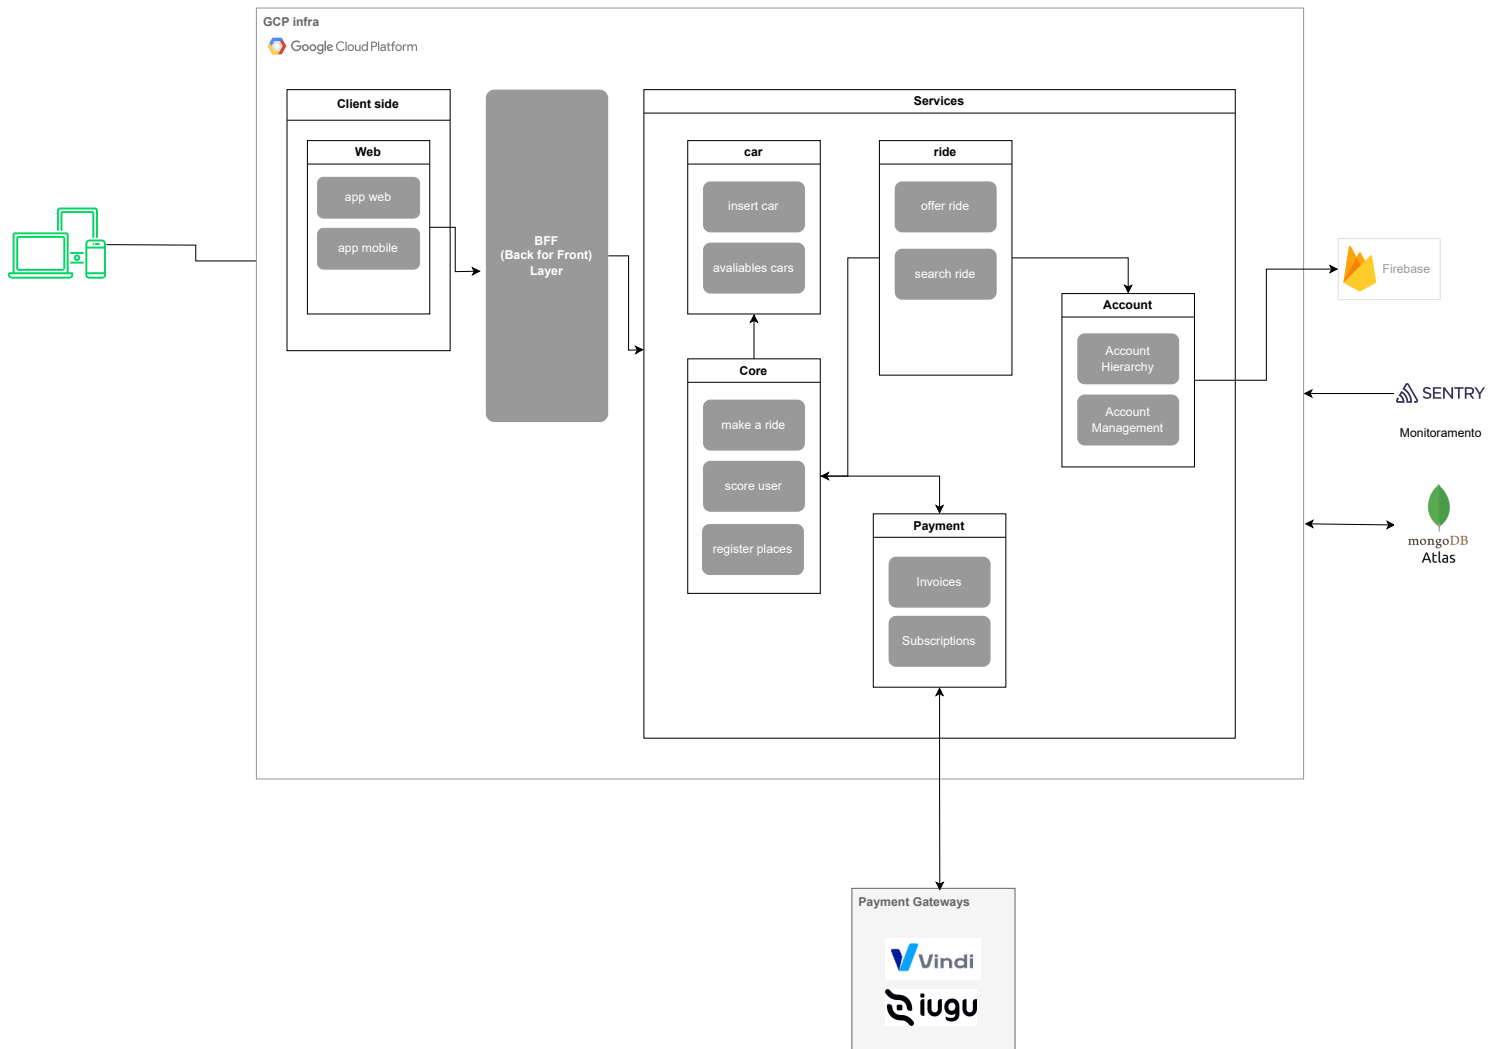 GCP infra
Google Cloud Platform
Client side
Web
app web
app mobile
BFF
(Back for Front)
Layer
Services
car
insert car
avaliables cars
ride
offer ride
search ride
Account
Account
Hierarchy
Account
Management
Core
make a ride
score user
register places
Payment
Invoices
Subscriptions
Firebase
SENTRY
Monitoramento
mongoDB
Atlas
Payment Gateways
Vindi
iugu